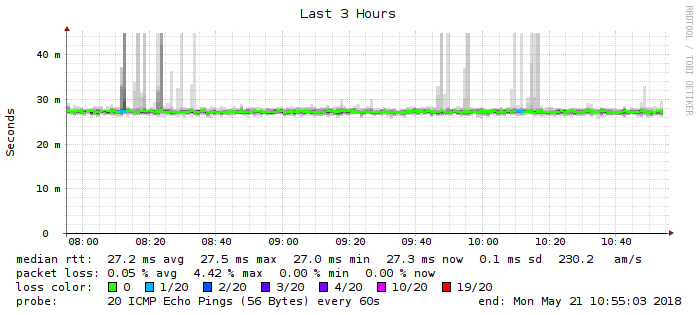 Last 3 Hours
RRDTOOL / TOBI OETIKER
Seconds
40 m
30 m
20 m
10 m
0
08:00 08:20 08:40 09:00 09:20 09:40 10:00 10:20 10:40
median rtt: 27.2 ms avg 27.5 ms max 27.0 ms min 27.3 ms now 0.1 ms sd 230.2 am/s
packet loss: 0.05 % avg 4.42 % max 0.00 % min 0.00 % now
loss color: 0 1/20 2/20 3/20 4/20 10/20 19/20
probe: 20 ICMP Echo Pings (56 Bytes) every 60s end: Mon May 21 10:55:03 2018